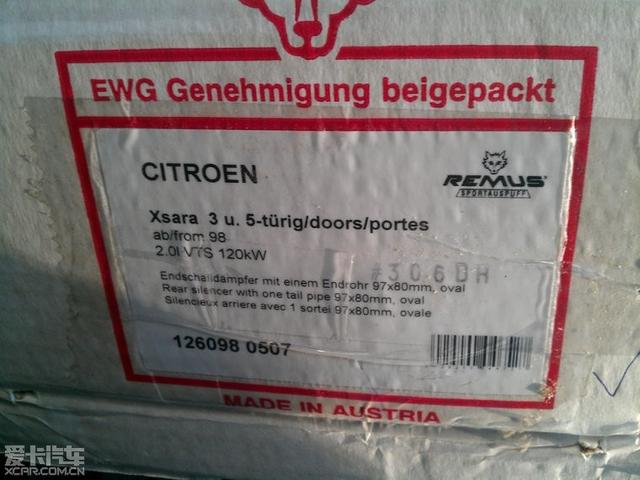 EWG Genehmigung beigepackt
CITROEN
REMUS
SPORTAUSPUFF
Xsara 3 u. 5-türig/doors/portes
ab/from 98
2.0l VTS 120kW
#306DH
Endschalldämpfer mit einem Endrohr 97x80mm, oval
Rear silencer with one tail pipe 97x80mm, oval
Silencieux arriere avec 1 sortei 97x80mm, ovale
126098 0507
MADE IN AUSTRIA
爱卡汽车
XCAR.COM.CN